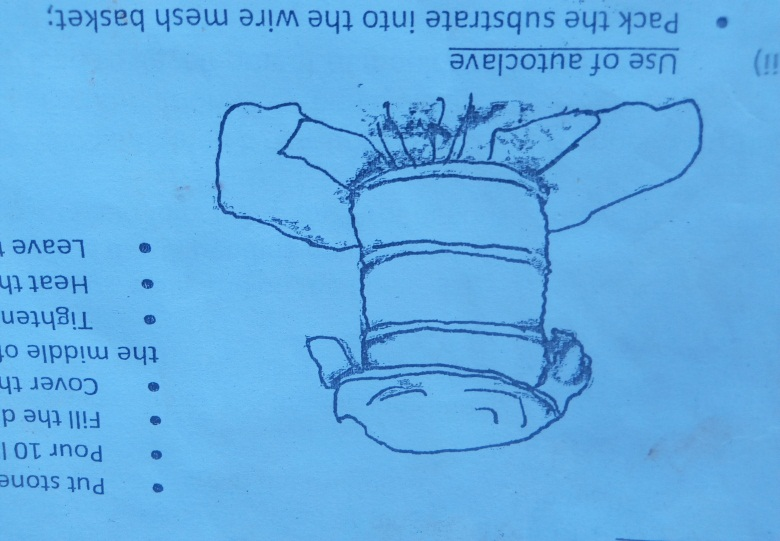 • Put stone
• Pour 10 l
• Fill the d
• Cover th
the middle of
• Tighten
• Heat th
• Leave t
ii) Use of autoclave
• Pack the substrate into the wire mesh basket;